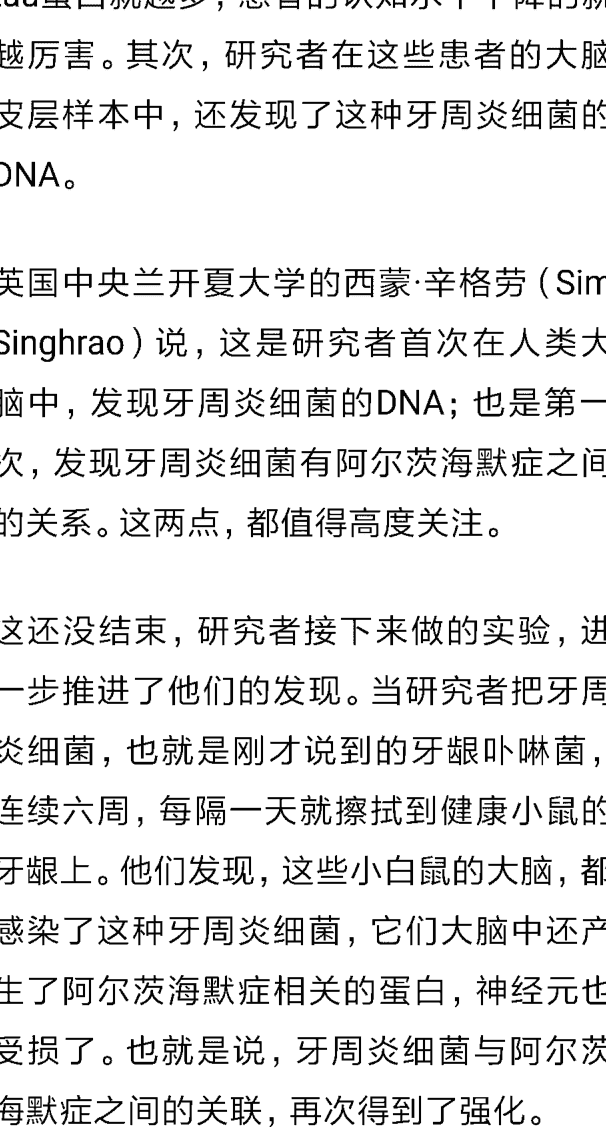 tau蛋白就越多，患者的认知水平下降的就
越厉害。其次，研究者在这些患者的大脑
皮层样本中，还发现了这种牙周炎细菌的
DNA。
英国中央兰开夏大学的西蒙·辛格劳（Sim
Singhrao）说，这是研究者首次在人类大
脑中，发现牙周炎细菌的DNA；也是第一
次，发现牙周炎细菌有阿尔茨海默症之间
的关系。这两点，都值得高度关注。
这还没结束，研究者接下来做的实验，进
一步推进了他们的发现。当研究者把牙周
炎细菌，也就是刚才说到的牙龈卟啉菌，
连续六周，每隔一天就擦拭到健康小鼠的
牙龈上。他们发现，这些小白鼠的大脑，都
感染了这种牙周炎细菌，它们大脑中还产
生了阿尔茨海默症相关的蛋白，神经元也
受损了。也就是说，牙周炎细菌与阿尔茨
海默症之间的关联，再次得到了强化。